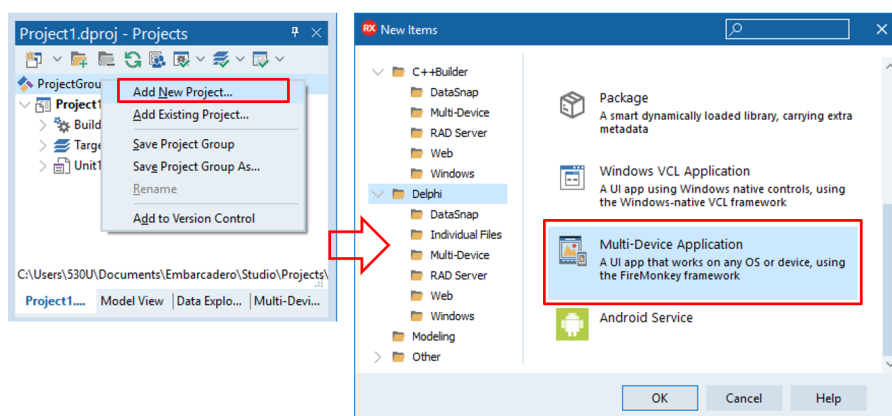 Project1.dproj - Projects
ProjectGrou
Project1
Build
Targe
Unit1
Add New Project...
Add Existing Project...
Save Project Group
Save Project Group As...
Rename
Add to Version Control
C:\Users\530U\Documents\Embarcadero\Studio\Projects\
Project1.... Model View Data Explo... Multi-Devi...
RX New Items
C++Builder
DataSnap
Multi-Device
RAD Server
Web
Windows
Delphi
DataSnap
Individual Files
Multi-Device
RAD Server
Web
Windows
Modeling
Other
Package
A smart dynamically loaded library, carrying extra
metadata
Windows VCL Application
A UI app using Windows native controls, using
the Windows-native VCL framework
Multi-Device Application
A UI app that works on any OS or device, using
the FireMonkey framework
Android Service
OK Cancel Help